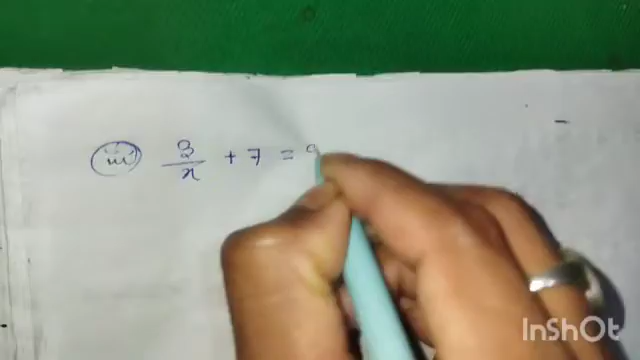 (iii) 3/x + 7 =
InShOt